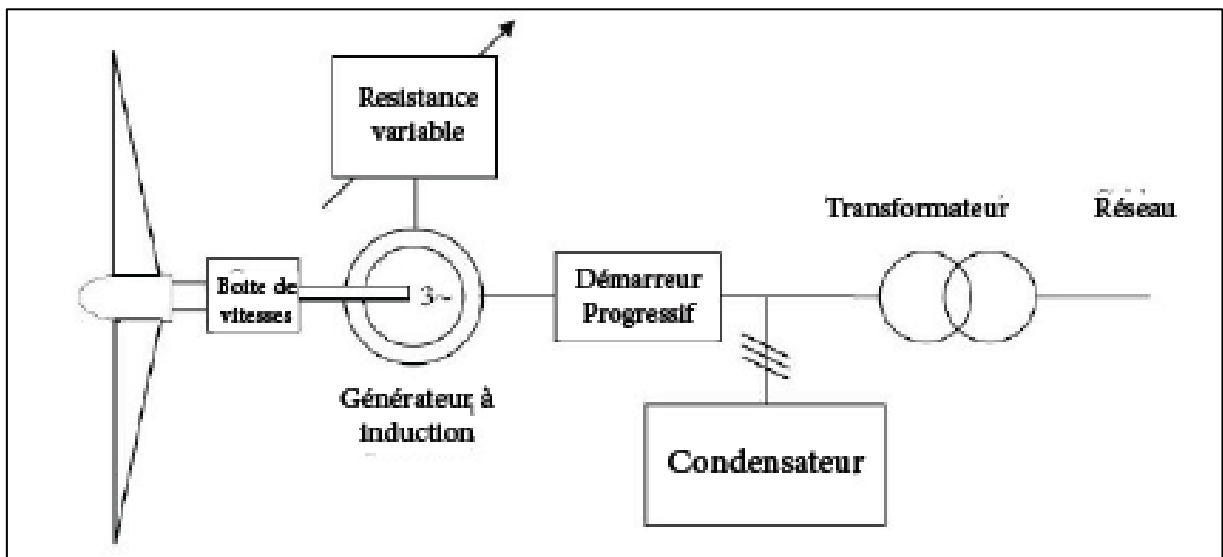 Resistance
variable
Transformateur
Réseau
Boite de
vitesses
3~
Démarreur
Progressif
Générateur à
induction
Condensateur